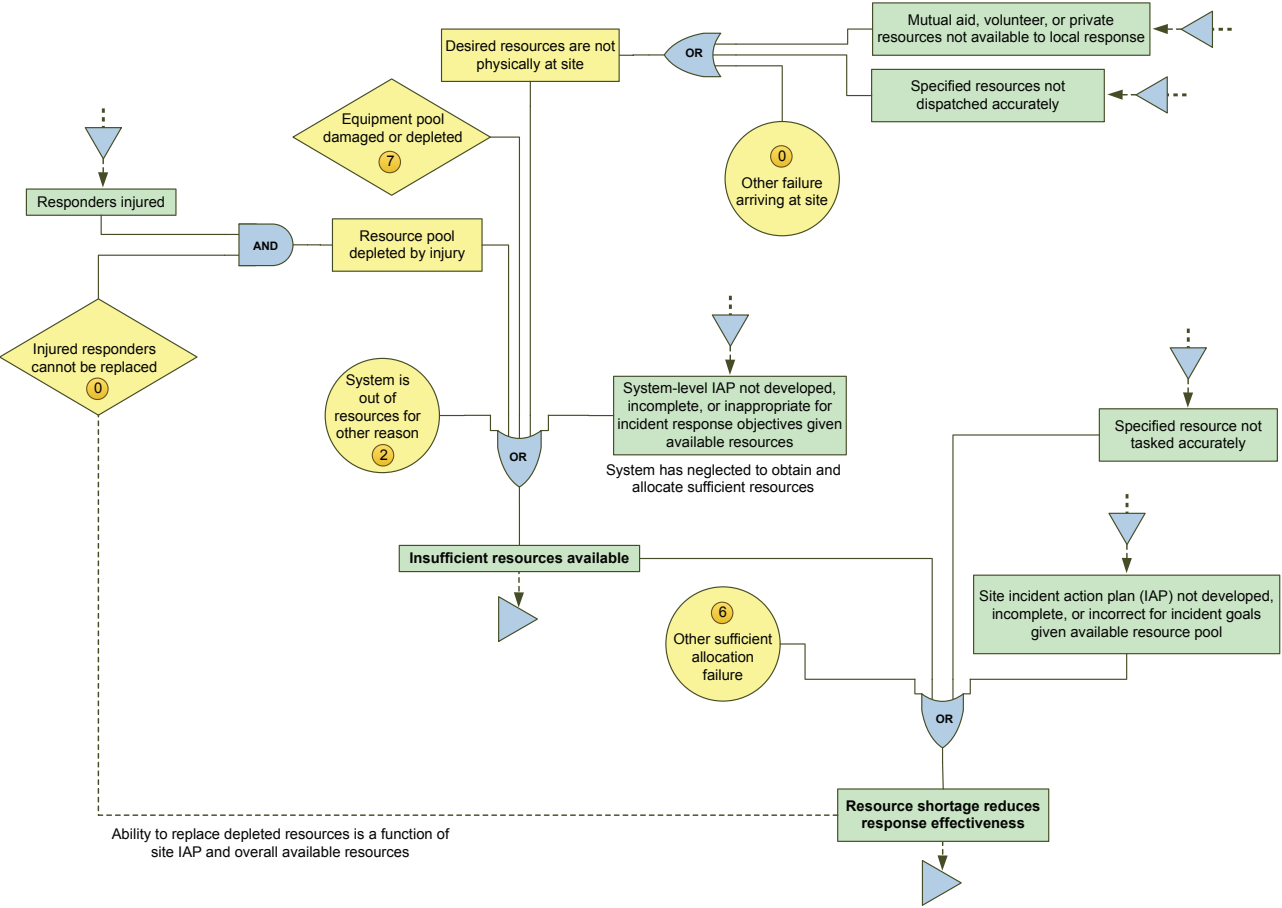 Mutual aid, volunteer, or private
resources not available to local response
Desired resources are not
physically at site
OR
Specified resources not
dispatched accurately
Equipment pool
damaged or depleted
7
0
Other failure
arriving at site
Responders injured
AND
Resource pool
depleted by injury
Injured responders
cannot be replaced
0
System is
out of
resources for
other reason
2
System-level IAP not developed,
incomplete, or inappropriate for
incident response objectives given
available resources
System has neglected to obtain and
allocate sufficient resources
OR
Specified resource not
tasked accurately
Insufficient resources available
Site incident action plan (IAP) not developed,
incomplete, or incorrect for incident goals
given available resource pool
6
Other sufficient
allocation
failure
OR
Resource shortage reduces
response effectiveness
Ability to replace depleted resources is a function of
site IAP and overall available resources